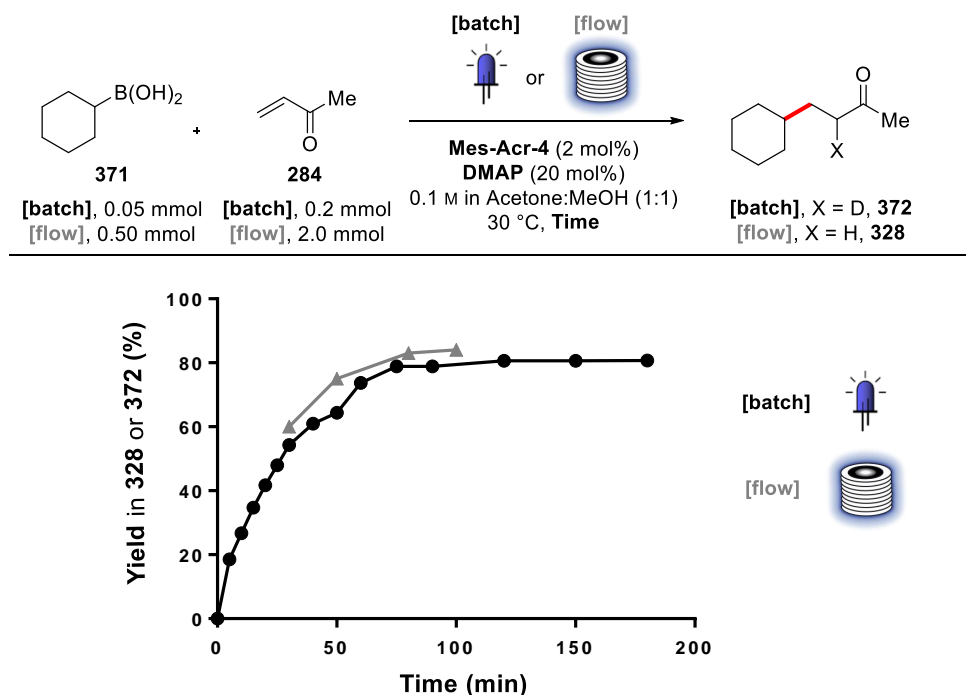 [batch] [flow]
or
B(OH)2
+
Me
O
O
Me
X
371 284
Mes-Acr-4 (2 mol%)
DMAP (20 mol%)
0.1 M in Acetone:MeOH (1:1)
30 °C, Time
[batch], 0.05 mmol [batch], 0.2 mmol [batch], X = D, 372
[flow], 0.50 mmol [flow], 2.0 mmol [flow], X = H, 328
Yield in 328 or 372 (%)
100
80
60
40
20
0
0 50 100 150 200
Time (min)
[batch]
[flow]